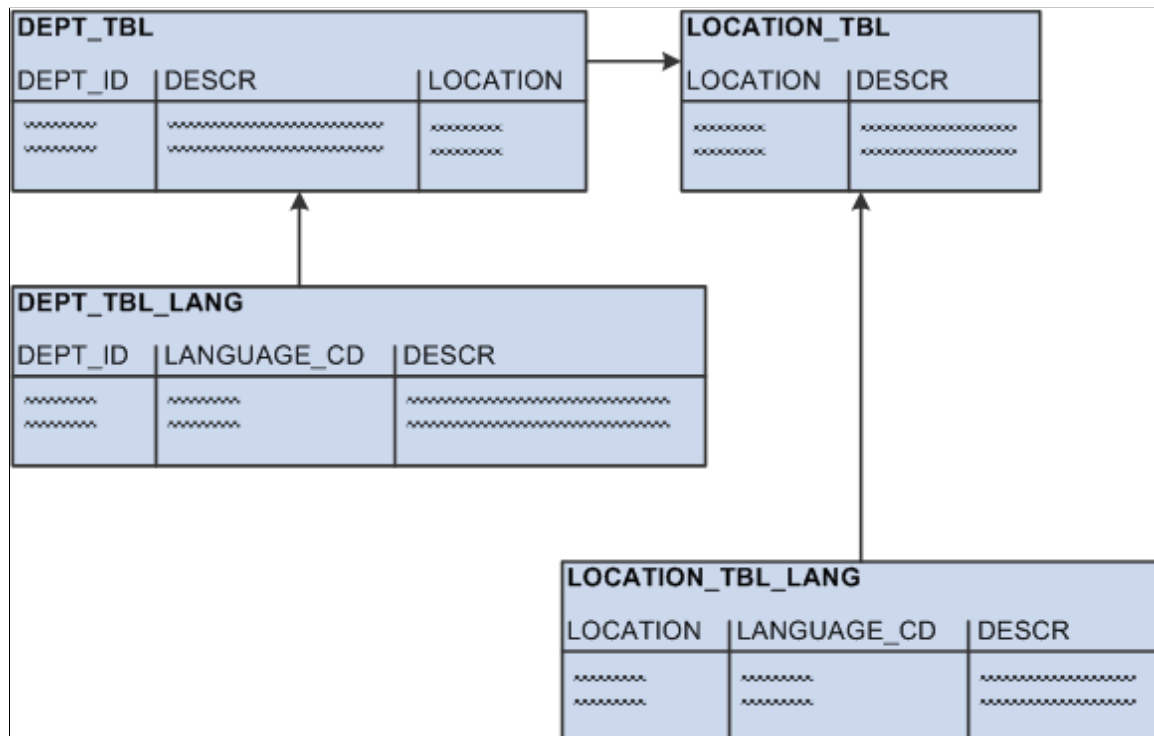 DEPT_TBL
DEPT_ID DESCR LOCATION
LOCATION_TBL
LOCATION DESCR
DEPT_TBL_LANG
DEPT_ID LANGUAGE_CD DESCR
LOCATION_TBL_LANG
LOCATION LANGUAGE_CD DESCR